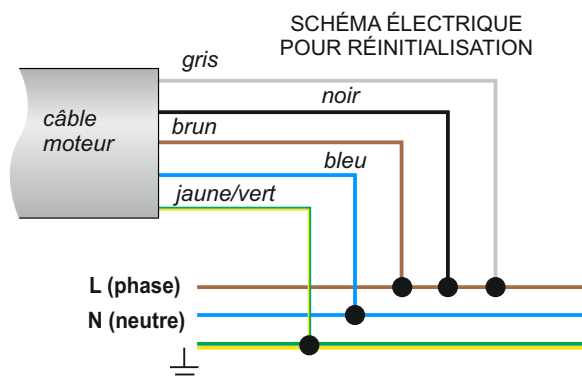 SCHÉMA ÉLECTRIQUE
POUR RÉINITIALISATION
gris
noir
câble
moteur
brun
bleu
jaune/vert
L (phase)
N (neutre)